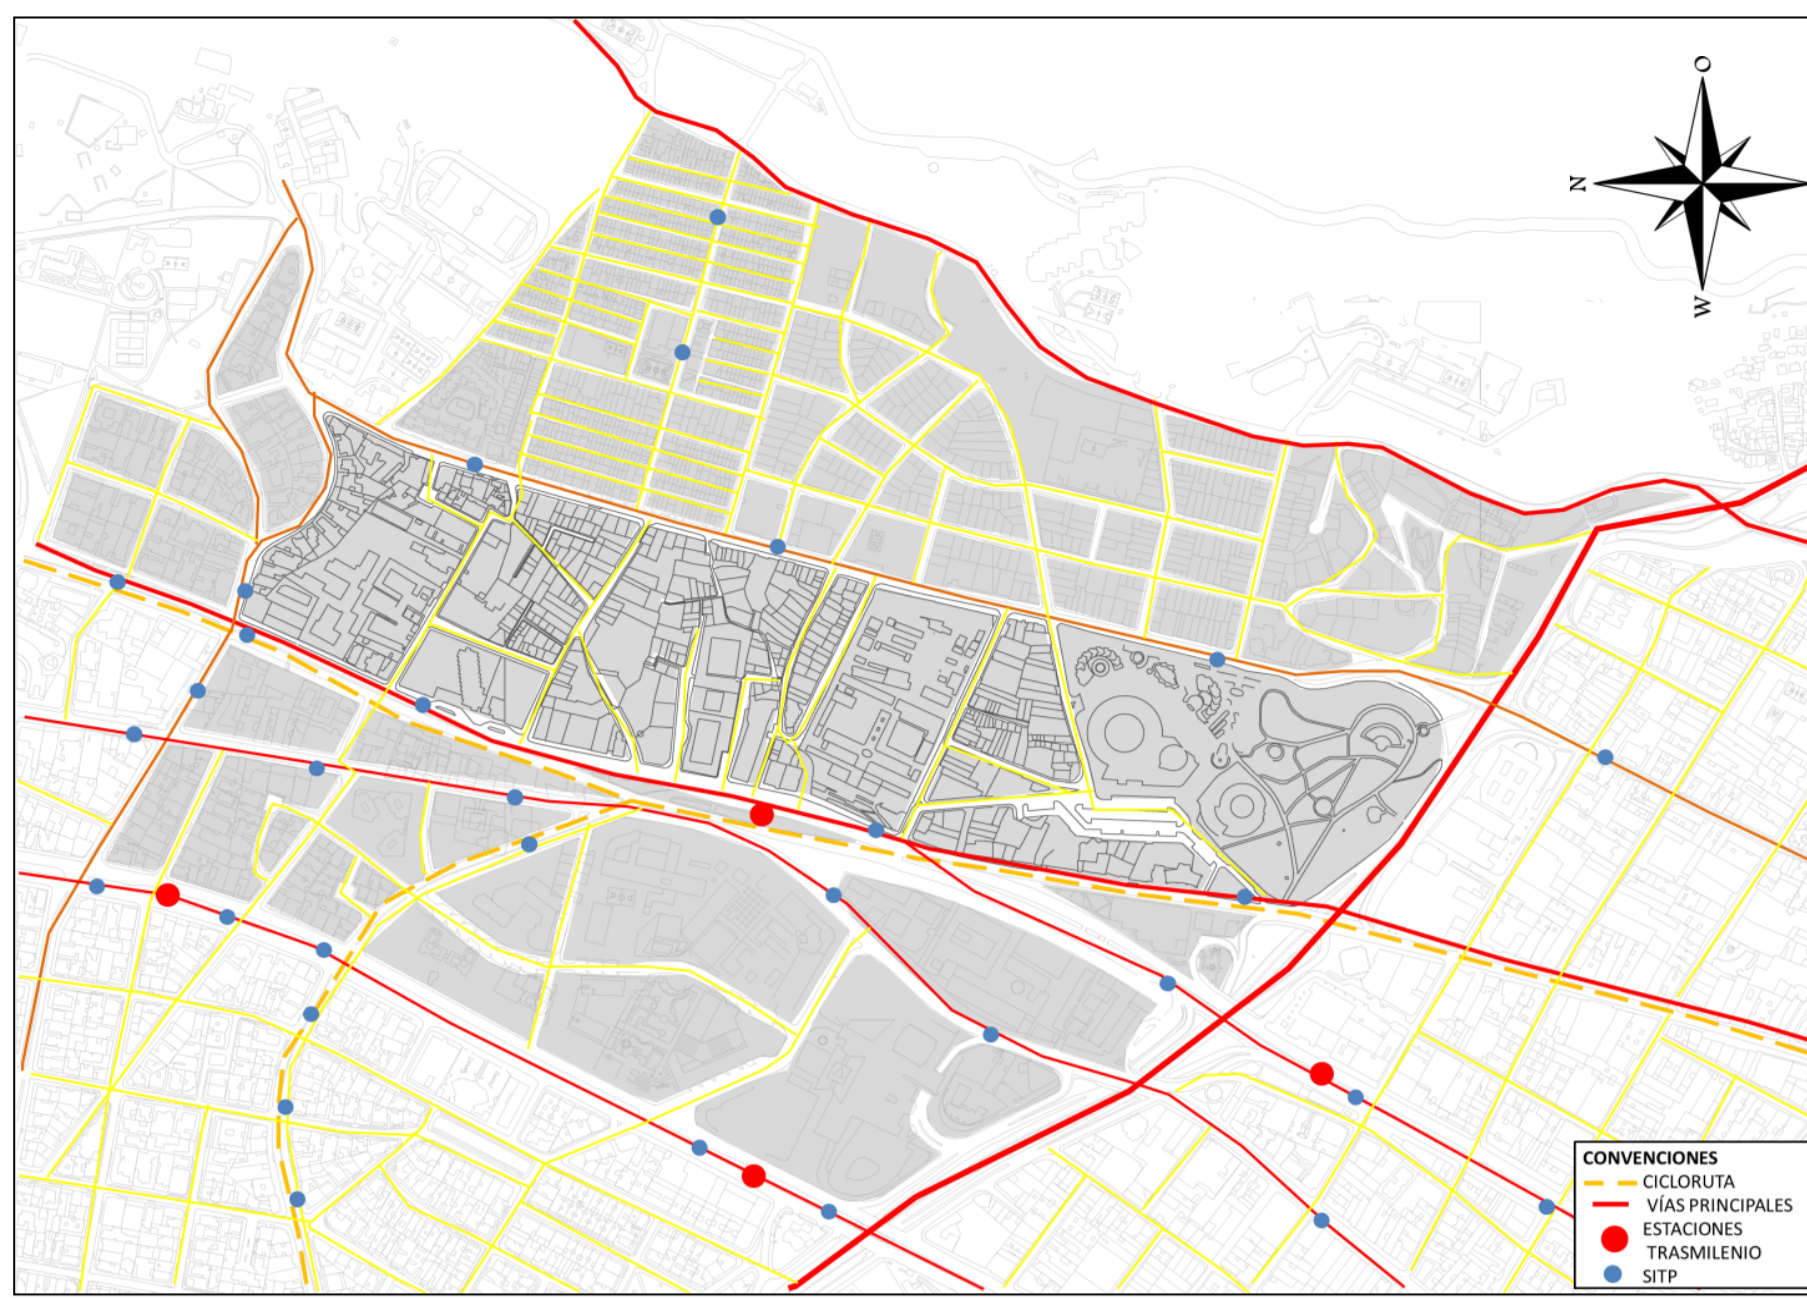 O
N
W
CONVENCIONES
CICLORUTA
VÍAS PRINCIPALES
ESTACIONES
TRASMILENIO
SITP